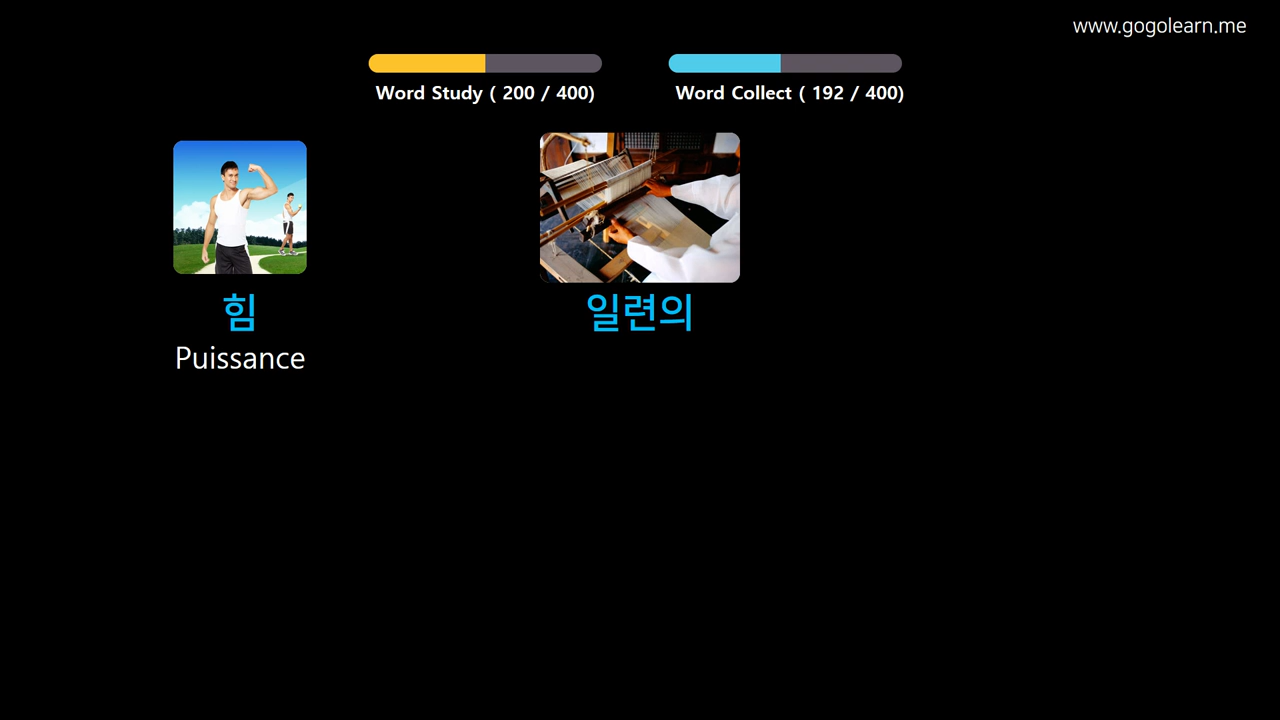 www.gogolearn.me
Word Study ( 200 / 400)
Word Collect ( 192 / 400)
힘
Puissance
일련의